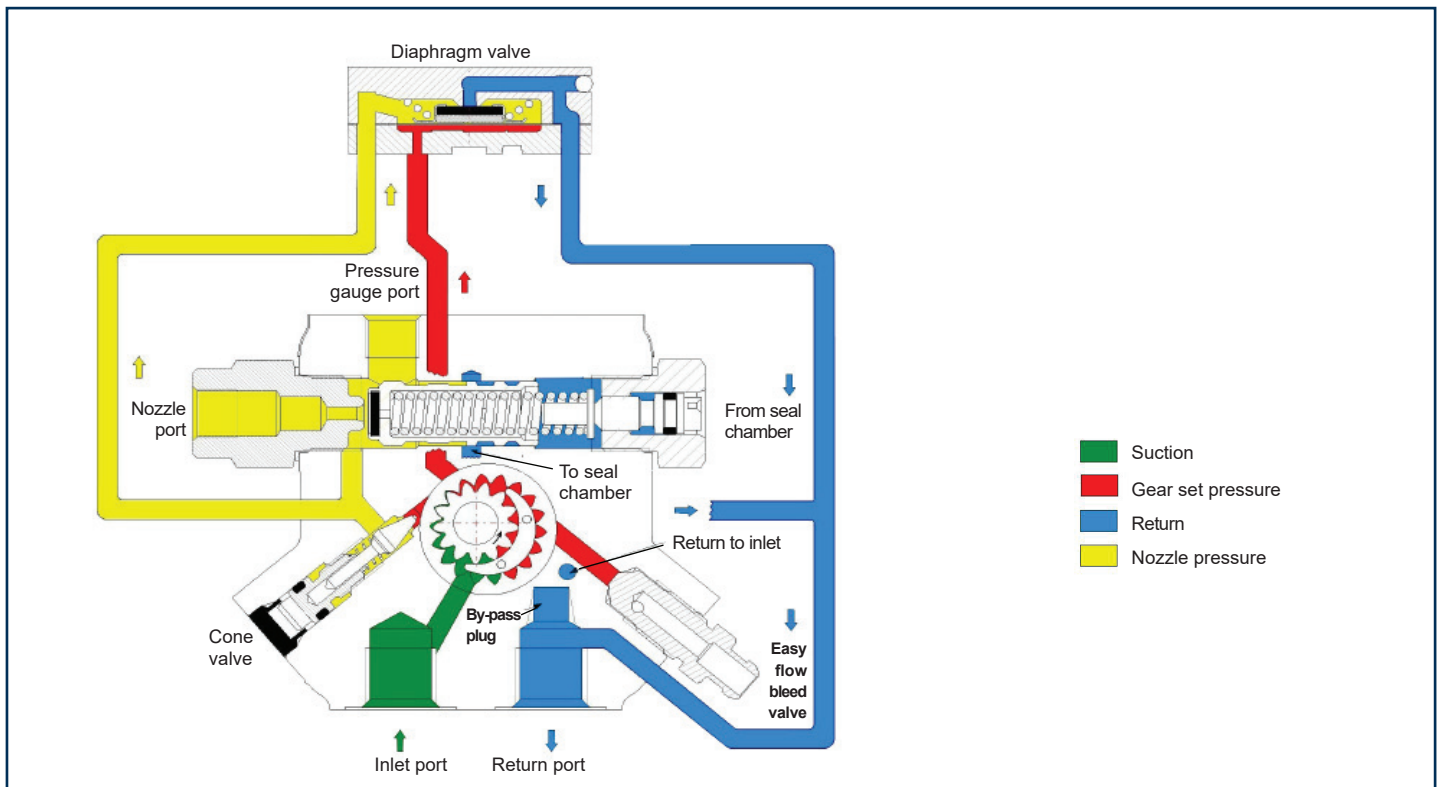 Diaphragm valve
Pressure
gauge port
Nozzle
port
From seal
chamber
To seal
chamber
Return to inlet
By-pass
plug
Cone
valve
Easy
flow
bleed
valve
Inlet port
Return port
Suction
Gear set pressure
Return
Nozzle pressure